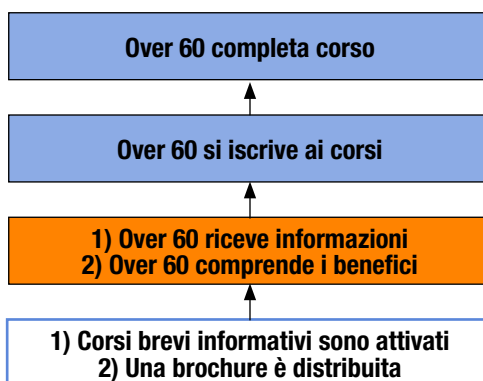 Over 60 completa corso
Over 60 si iscrive ai corsi
1) Over 60 riceve informazioni
2) Over 60 comprende i benefici
1) Corsi brevi informativi sono attivati
2) Una brochure è distribuita